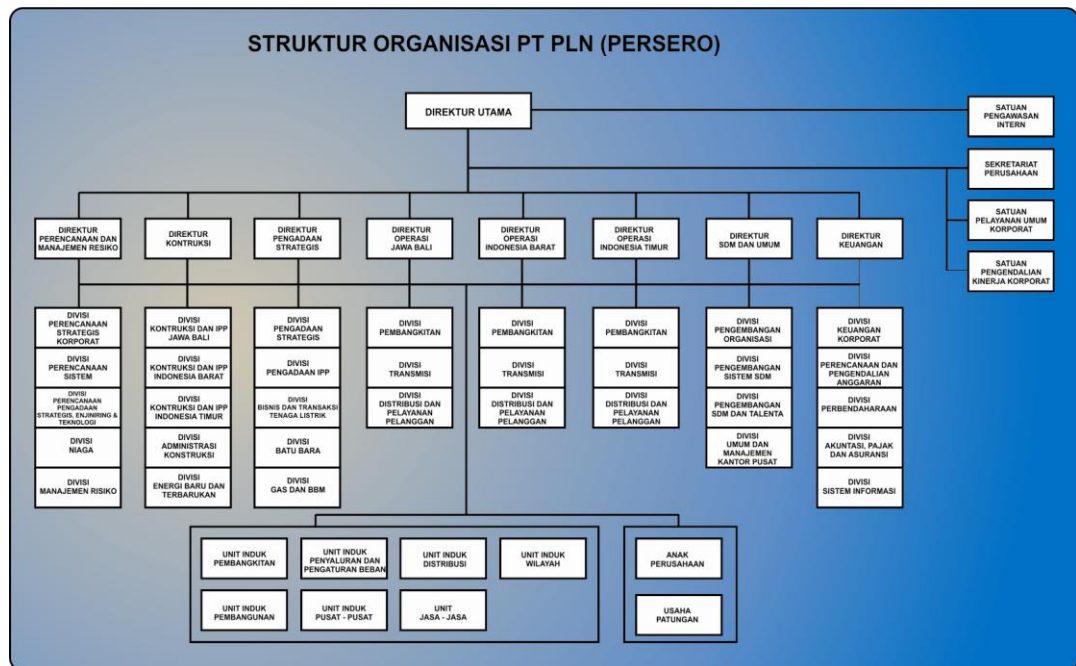 STRUKTUR ORGANISASI PT PLN (PERSERO)
DIREKTUR UTAMA
SATUAN
PENGAWASAN
INTERN
SEKRETARIAT
PERUSAHAAN
SATUAN
PELAYANAN UMUM
KORPORAT
SATUAN
PENGENDALIAN
KINERJA KORPORAT
DIREKTUR
PERENCANAAN DAN
MANAJEMEN RESIKO
DIREKTUR
KONTRUKSI
DIREKTUR
PENGADAAN
STRATEGIS
DIREKTUR
OPERASI
JAWA BALI
DIREKTUR
OPERASI
INDONESIA BARAT
DIREKTUR
OPERASI
INDONESIA TIMUR
DIREKTUR
SDM DAN UMUM
DIREKTUR
KEUANGAN
DIVISI
PERENCANAAN
STRATEGIS
KORPORAT
DIVISI
PERENCANAAN
SISTEM
DIVISI
PERENCANAAN
PENGADAAN
STRATEGIS, ENJINIRING &
TEKNOLOGI
DIVISI
NIAGA
DIVISI
MANAJEMEN RISIKO
DIVISI
KONTRUKSI DAN IPP
JAWA BALI
DIVISI
KONTRUKSI DAN IPP
INDONESIA BARAT
DIVISI
KONTRUKSI DAN IPP
INDONESIA TIMUR
DIVISI
ADMINISTRASI
KONSTRUKSI
DIVISI
ENERGI BARU DAN
TERBARUKAN
DIVISI
PENGADAAN
STRATEGIS
DIVISI
PENGADAAN IPP
DIVISI
BISNIS DAN TRANSAKSI
TENAGA LISTRIK
DIVISI
BATU BARA
DIVISI
GAS DAN BBM
DIVISI
PEMBANGKITAN
DIVISI
TRANSMISI
DIVISI
DISTRIBUSI DAN
PELAYANAN
PELANGGAN
DIVISI
PEMBANGKITAN
DIVISI
TRANSMISI
DIVISI
DISTRIBUSI DAN
PELAYANAN
PELANGGAN
DIVISI
PEMBANGKITAN
DIVISI
TRANSMISI
DIVISI
DISTRIBUSI DAN
PELAYANAN
PELANGGAN
DIVISI
PENGEMBANGAN
ORGANISASI
DIVISI
PENGEMBANGAN
SISTEM SDM
DIVISI
PENGEMBANGAN
SDM DAN TALENTA
DIVISI
UMUM DAN
MANAJEMEN
KANTOR PUSAT
DIVISI
KEUANGAN
KORPORAT
DIVISI
PERENCANAAN DAN
PENGENDALIAN
ANGGARAN
DIVISI
PERBENDAHARAAN
DIVISI
AKUNTASI, PAJAK
DAN ASURANSI
DIVISI
SISTEM INFORMASI
UNIT INDUK
PEMBANGKITAN
UNIT INDUK
PENYALURAN DAN
PENGATURAN BEBAN
UNIT INDUK
DISTRIBUSI
UNIT INDUK
WILAYAH
UNIT INDUK
PEMBANGUNAN
UNIT INDUK
PUSAT - PUSAT
UNIT
JASA - JASA
ANAK
PERUSAHAAN
USAHA
PATUNGAN